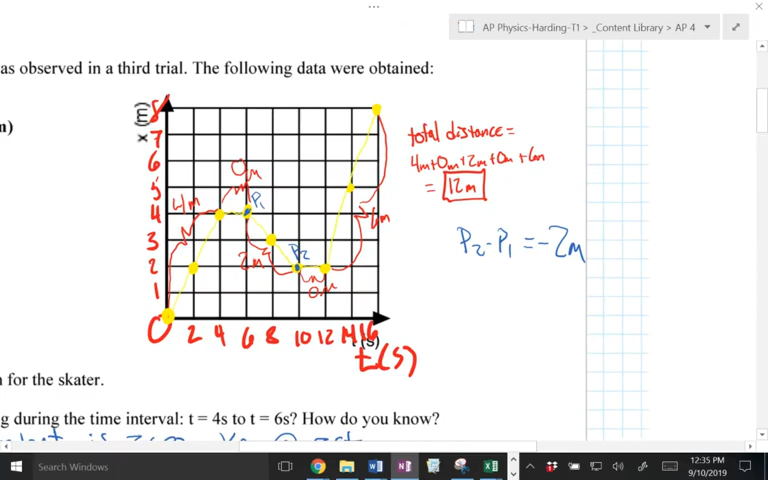 AP Physics-Harding-T1 > _Content Library > AP 4
as observed in a third trial. The following data were obtained:
m)
x (m)
8
7
6
5
4
3
2
1
0
2 4 6 8 10 12 14 16
t (s)
4m
0m
P1
2m
P2
0m
6m
total distance =
4m+0m+2m+0m+6m
= 12m
P2-P1 = -2m
n for the skater.
g during the time interval: t = 4s to t = 6s? How do you know?
Search Windows
12:35 PM
9/10/2019